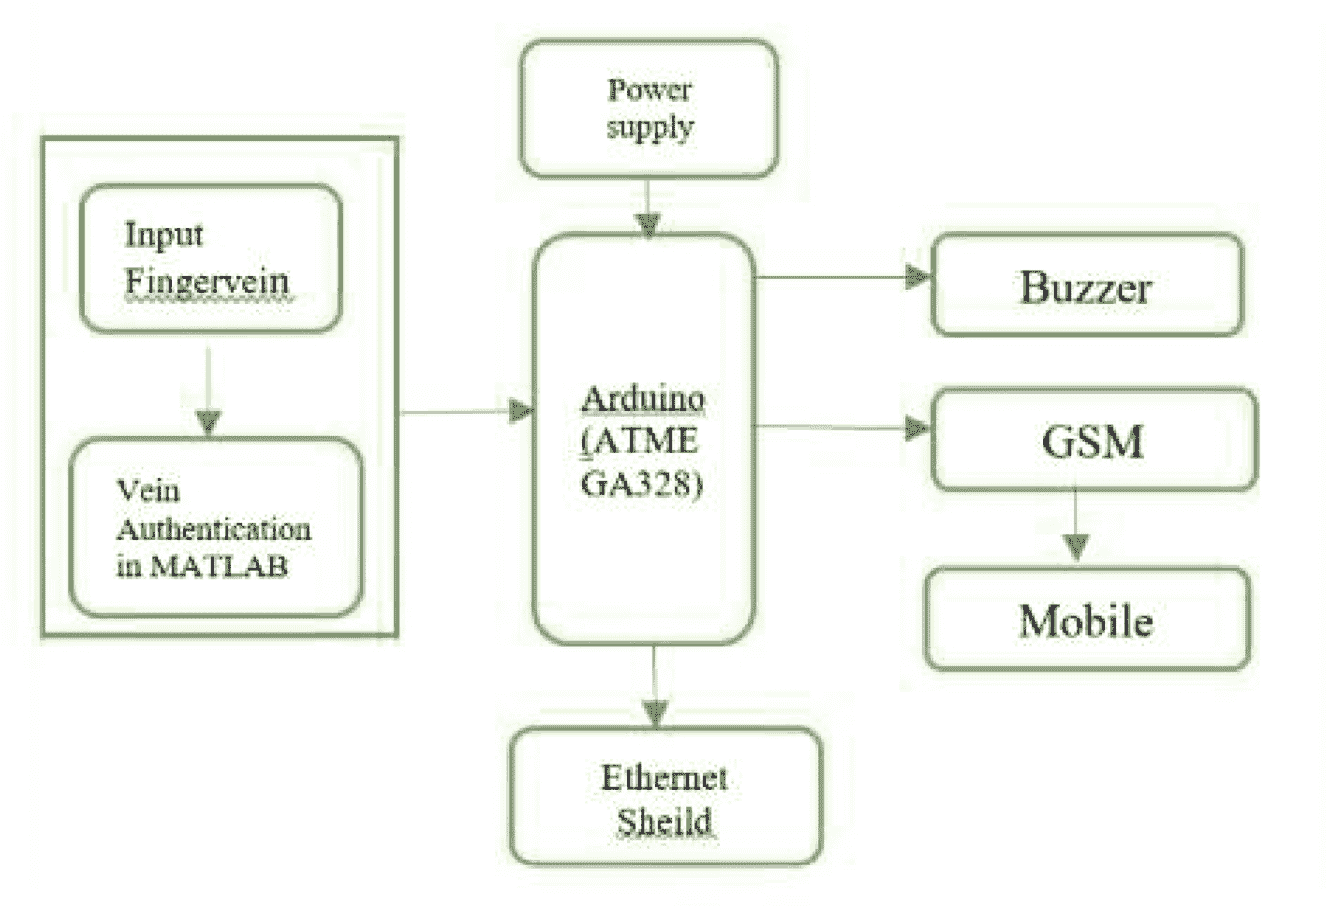 Power
supply
Input
Fingervein
Vein
Authentication
in MATLAB
Arduino
(ATME
GA328)
Buzzer
GSM
Mobile
Ethernet
Sheild